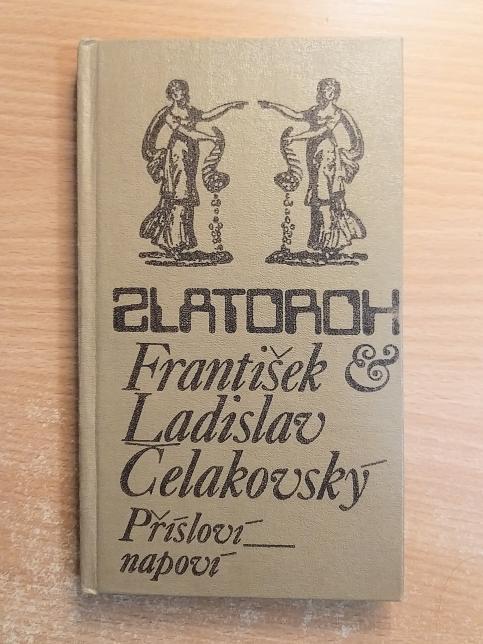 ZLATOROH
František &
Ladislav
Čelakovský
Přísloví
napoví